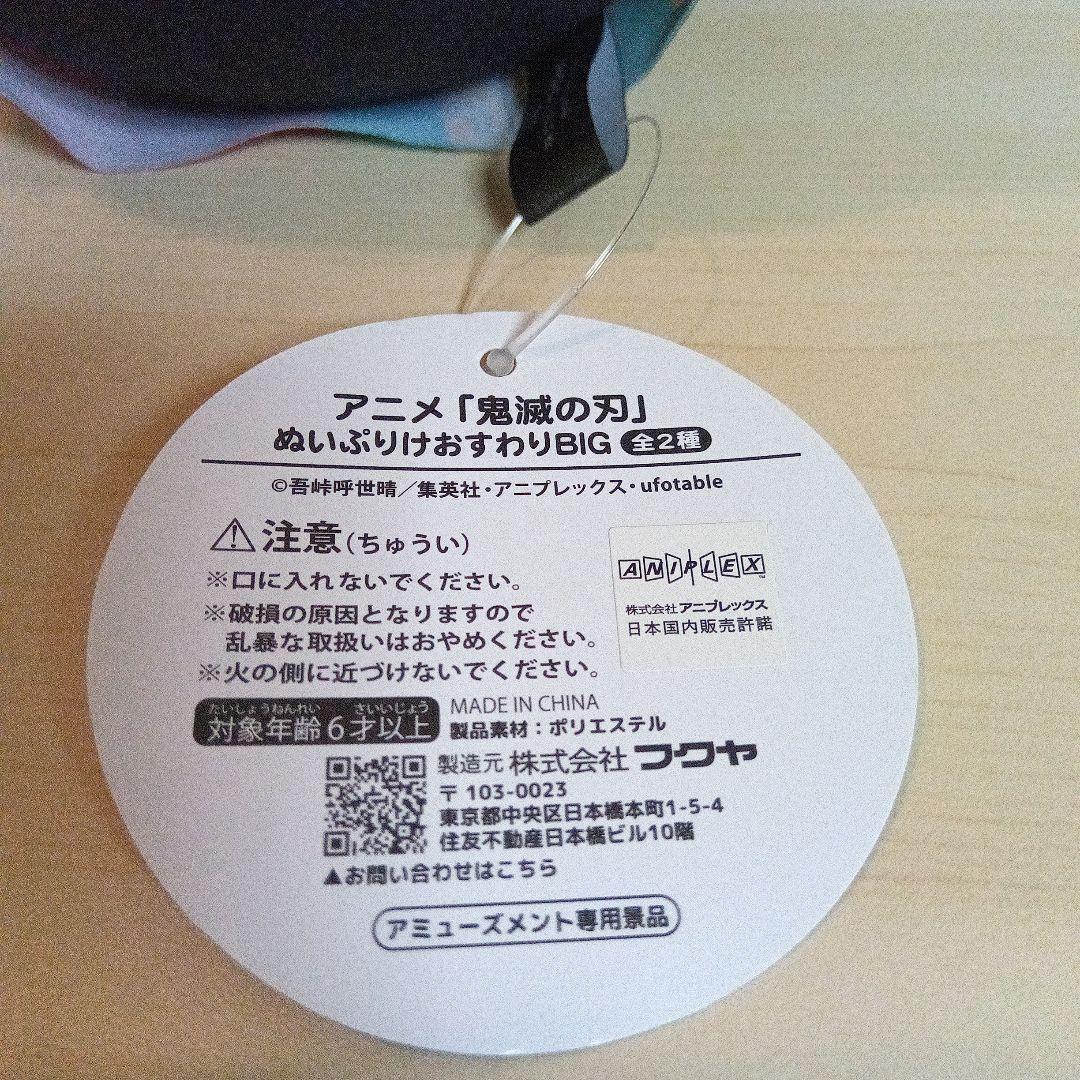 アニメ「鬼滅の刃」
ぬいぷりけおすわりBIG 全2種
©吾峠呼世晴／集英社・アニプレックス・ufotable
注意(ちゅうい)
※口に入れないでください。
※破損の原因となりますので
乱暴な取扱いはおやめください。
※火の側に近づけないでください。
ANIPLEX™
株式会社アニプレックス
日本国内販売許諾
たいしょうねんれい さいいじょう
対象年齢6才以上
MADE IN CHINA
製品素材：ポリエステル
製造元 株式会社フクヤ
〒103-0023
東京都中央区日本橋本町1-5-4
住友不動産日本橋ビル10階
▲お問い合わせはこちら
アミューズメント専用景品